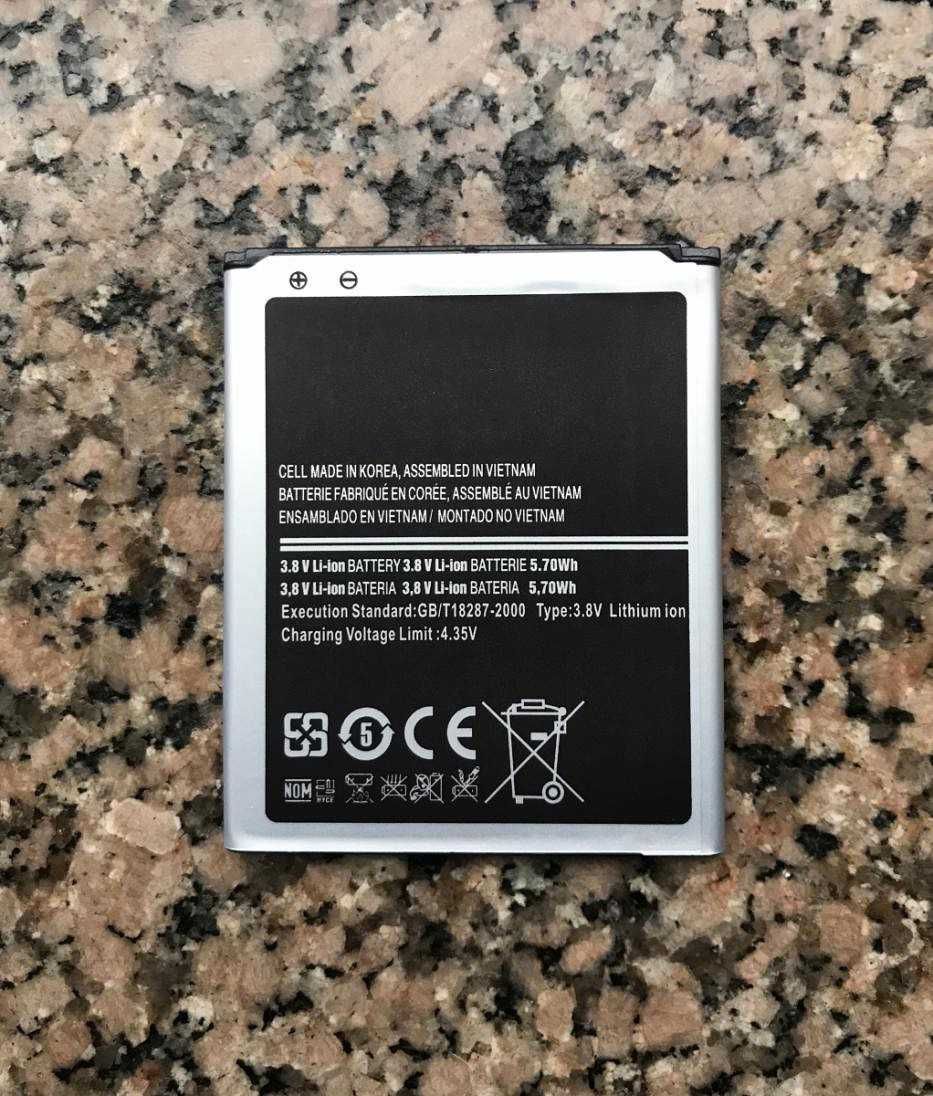 CELL MADE IN KOREA, ASSEMBLED IN VIETNAM
BATTERIE FABRIQUÉ EN CORÉE, ASSEMBLÉ AU VIETNAM
ENSAMBLADO EN VIETNAM / MONTADO NO VIETNAM
3.8 V Li-ion BATTERY 3.8 V Li-ion BATTERIE 5.70Wh
3,8 V Li-ion BATERIA 3,8 V Li-ion BATERIA 5,70Wh
Execution Standard:GB/T18287-2000 Type:3.8V Lithium ion
Charging Voltage Limit :4.35V
5 CE
NOM